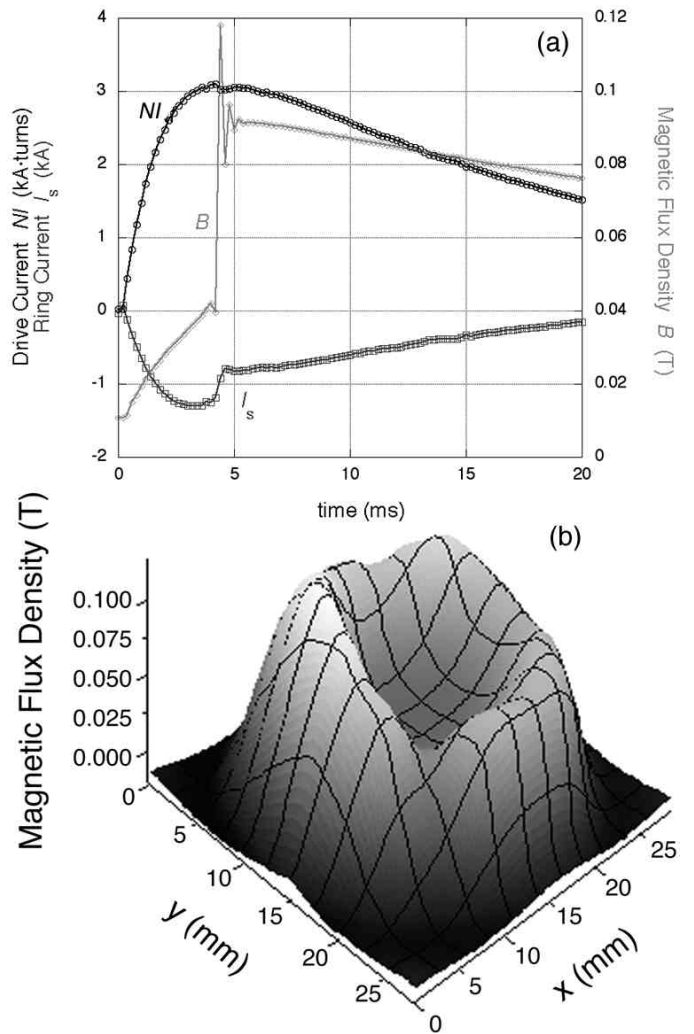 4
3
2
1
0
-1
-2
0.12
0.1
0.08
0.06
0.04
0.02
0
(a)
NI
B
I s
Drive Current NI (kA·turns)
Ring Current I s (kA)
Magnetic Flux Density B (T)
0 5 10 15 20
time (ms)
(b)
Magnetic Flux Density (T)
0.100
0.075
0.050
0.025
0.000
0
5
10
15
20
25
y (mm)
0
5
10
15
20
25
x (mm)